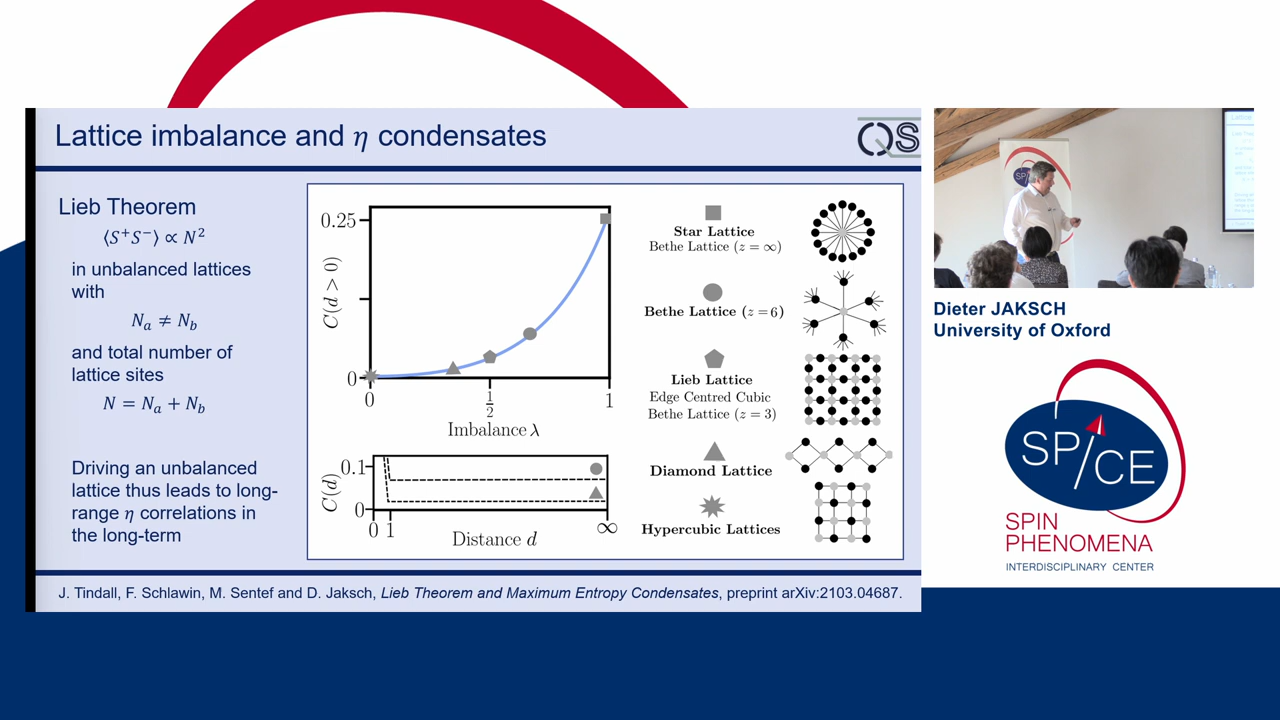 Lattice imbalance and η condensates
QS
Lieb Theorem
⟨S⁺S⁻⟩ ∝ N²
in unbalanced lattices
with
Nₐ ≠ N_b
and total number of
lattice sites
N = Nₐ + N_b
Driving an unbalanced
lattice thus leads to long-
range η correlations in
the long-term
C(d > 0)
0.25
0
0
1/2
1
Imbalance λ
C(d)
0.1
0
0 1
∞
Distance d
Star Lattice
Bethe Lattice (z = ∞)
Bethe Lattice (z = 6)
Lieb Lattice
Edge Centred Cubic
Bethe Lattice (z = 3)
Diamond Lattice
Hypercubic Lattices
J. Tindall, F. Schlawin, M. Sentef and D. Jaksch, Lieb Theorem and Maximum Entropy Condensates, preprint arXiv:2103.04687.
SP/
Dieter JAKSCH
University of Oxford
SP/CE
SPIN
PHENOMENA
INTERDISCIPLINARY CENTER